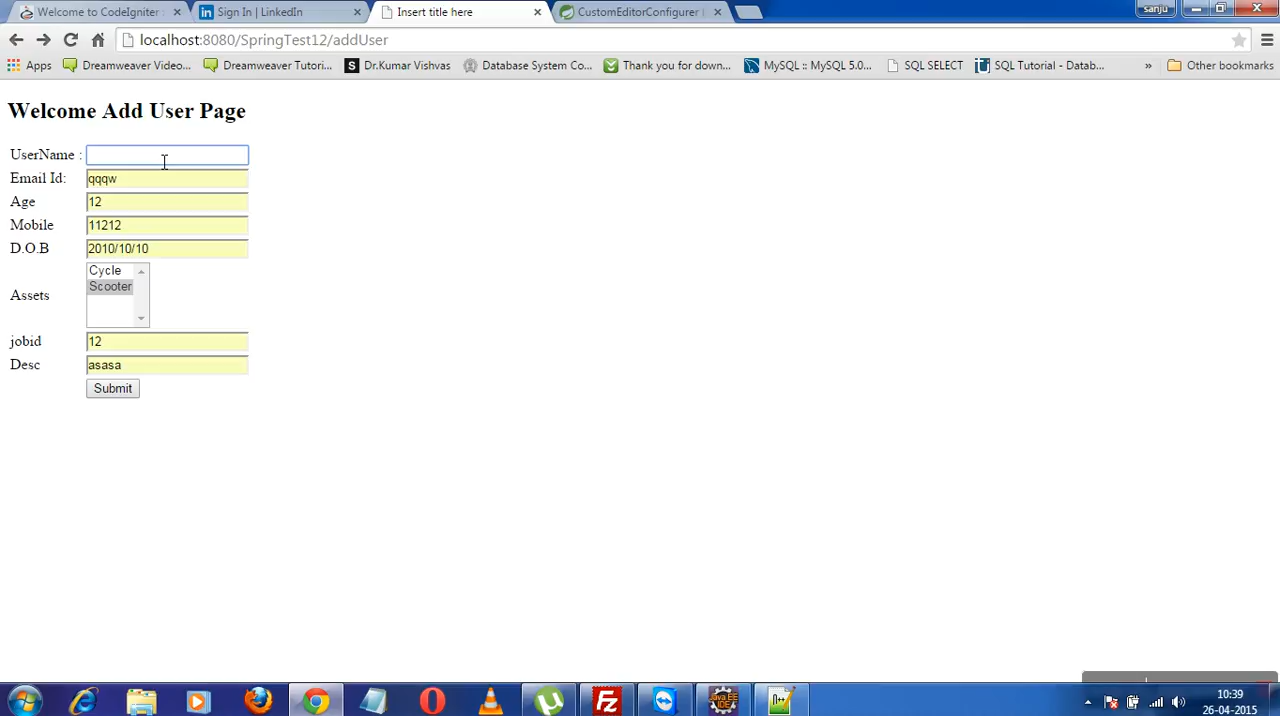 Welcome to CodeIgniter
Sign In | LinkedIn
Insert title here
CustomEditorConfigurer
sanju
localhost:8080/SpringTest12/addUser
Apps
Dreamweaver Video...
Dreamweaver Tutori...
S Dr.Kumar Vishvas
Database System Co...
Thank you for down...
MySQL :: MySQL 5.0...
SQL SELECT
SQL Tutorial - Datab...
»
Other bookmarks
Welcome Add User Page
UserName :
Email Id: qqqw
Age 12
Mobile 11212
D.O.B 2010/10/10
Cycle
Scooter
Assets
jobid 12
Desc asasa
Submit
Java EE
IDE
10:39
26-04-2015